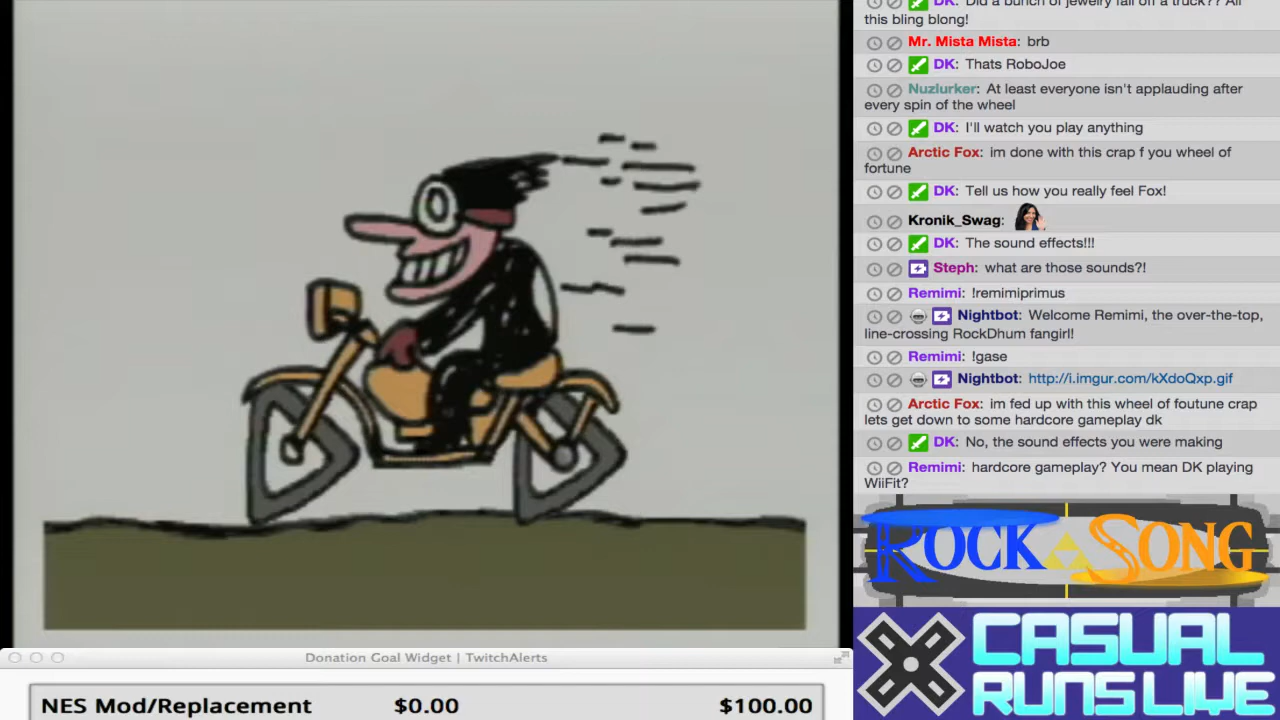 DK: Did a bunch of jewelry fall off a truck?? All
this bling blong!
Mr. Mista Mista: brb
DK: Thats RoboJoe
Nuzlurker: At least everyone isn't applauding after
every spin of the wheel
DK: I'll watch you play anything
Arctic Fox: im done with this crap f you wheel of
fortune
DK: Tell us how you really feel Fox!
Kronik_Swag:
DK: The sound effects!!!
Steph: what are those sounds?!
Remimi: !remimiprimus
Nightbot: Welcome Remimi, the over-the-top,
line-crossing RockDhum fangirl!
Remimi: !gase
Nightbot: http://i.imgur.com/kXdoQxp.gif
Arctic Fox: im fed up with this wheel of foutune crap
lets get down to some hardcore gameplay dk
DK: No, the sound effects you were making
Remimi: hardcore gameplay? You mean DK playing
WiiFit?
ROCK SONG
CASUAL
RUNS LIVE
Donation Goal Widget | TwitchAlerts
NES Mod/Replacement $0.00 $100.00